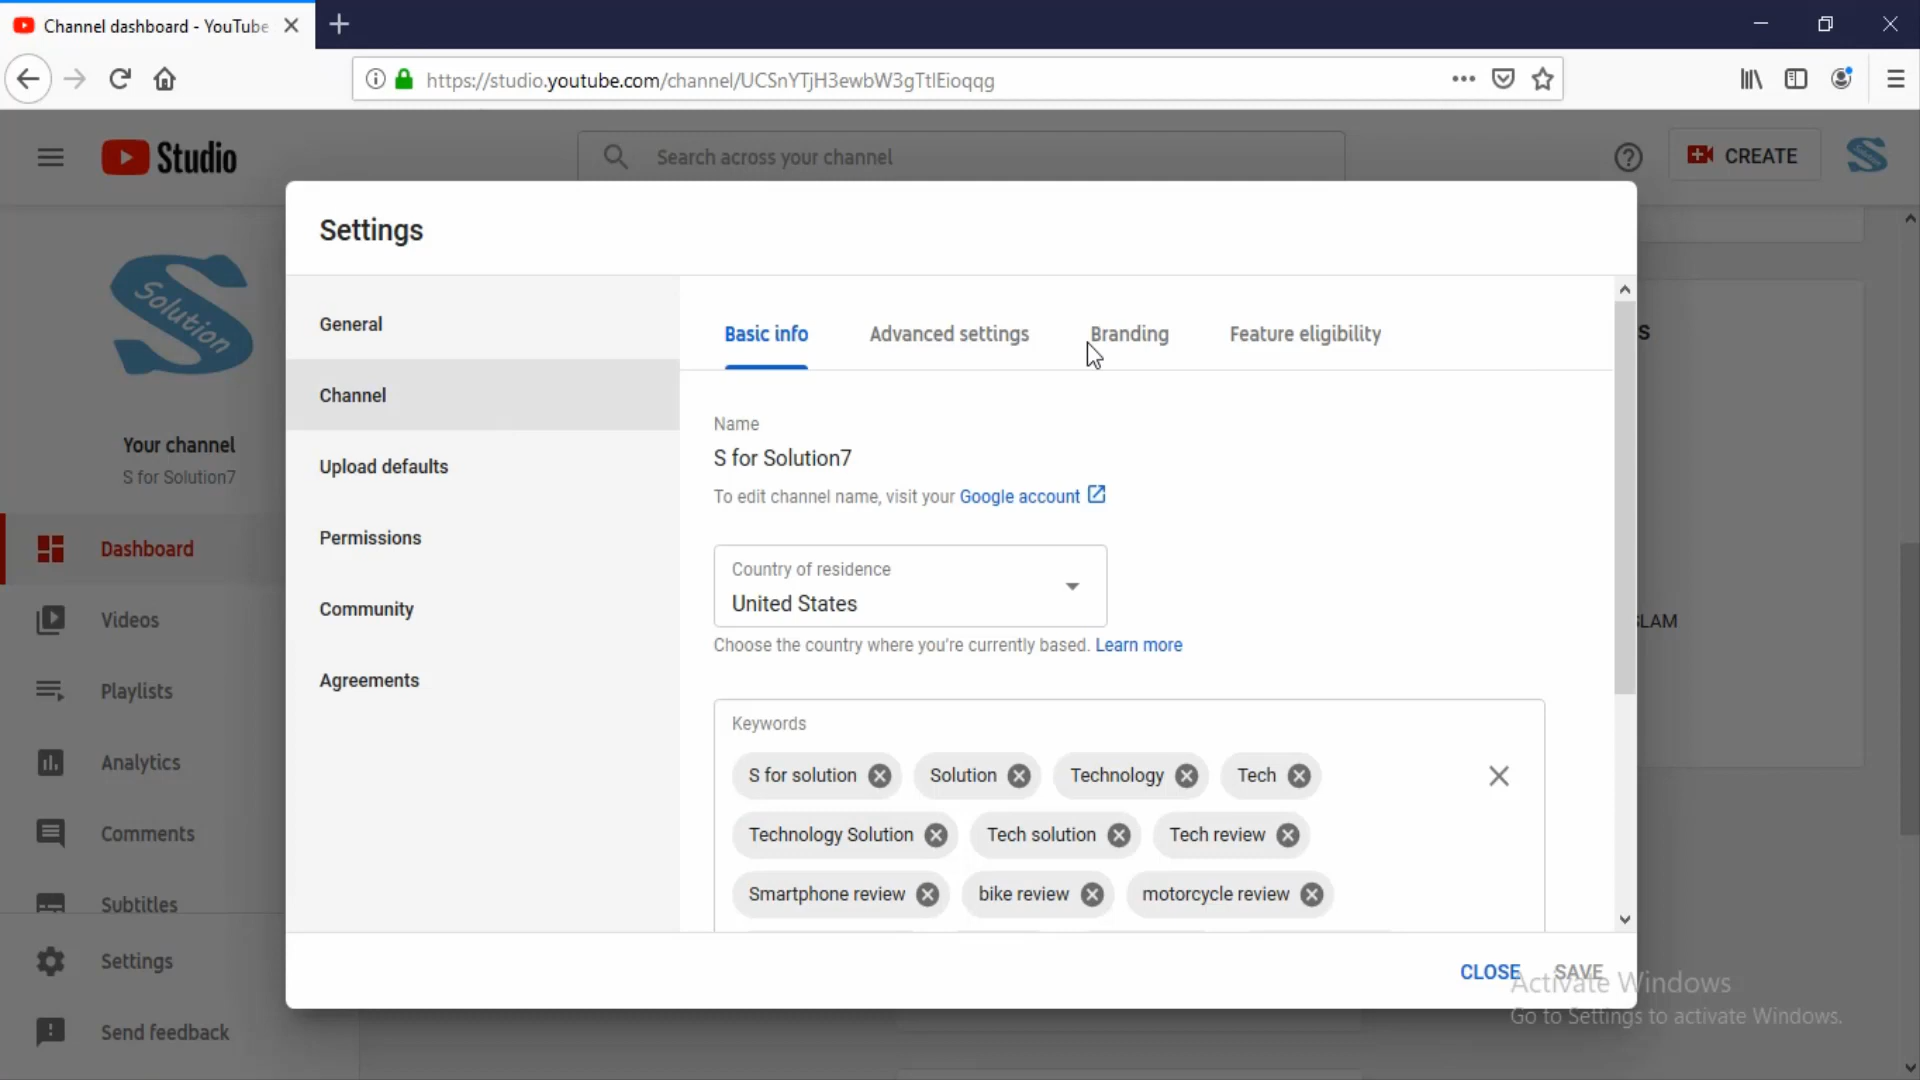 Channel dashboard - YouTube
https://studio.youtube.com/channel/UCSnYTjH3ewbW3gTtlEioqqg
Studio
Search across your channel
CREATE
Settings
Solution
Your channel
S for Solution7
Dashboard
Videos
Playlists
Analytics
Comments
Subtitles
Settings
Send feedback
General
Channel
Upload defaults
Permissions
Community
Agreements
Basic info
Advanced settings
Branding
Feature eligibility
Name
S for Solution7
To edit channel name, visit your Google account
Country of residence
United States
Choose the country where you're currently based. Learn more
Keywords
S for solution
Solution
Technology
Tech
Technology Solution
Tech solution
Tech review
Smartphone review
bike review
motorcycle review
CLOSE
SAVE
S
LAM
Activate Windows
Go to Settings to activate Windows.